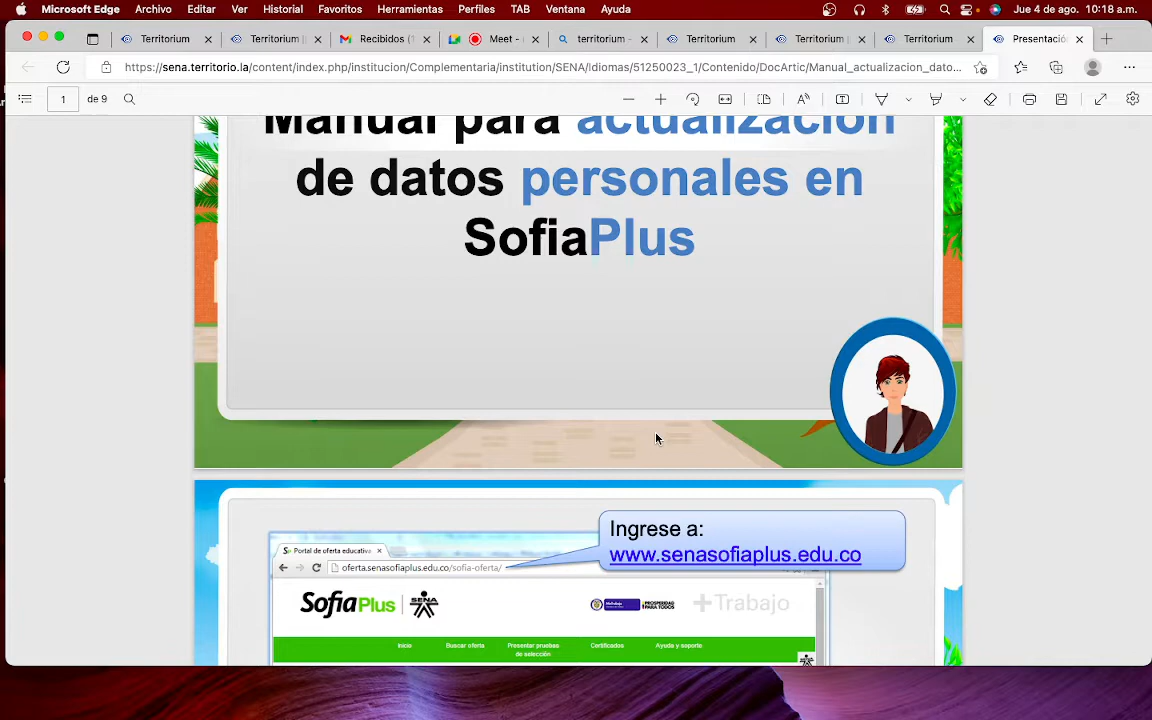 Microsoft Edge Archivo Editar Ver Historial Favoritos Herramientas Perfiles TAB Ventana Ayuda Jue 4 de ago. 10:18 a.m.
Territorium Territorium Recibidos Meet - territorium - Territorium Territorium Territorium Presentació
https://sena.territorio.la/content/index.php/institucion/Complementaria/institution/SENA/Idiomas/51250023_1/Contenido/DocArtic/Manual_actualizacion_dato...
1 de 9
Manual para actualización
de datos personales en
SofiaPlus
Ingrese a:
www.senasofiaplus.edu.co
Portal de oferta educativa
oferta.senasofiaplus.edu.co/sofia-oferta/
SofiaPlus SENA MinTrabajo PROSPERIDAD PARA TODOS +Trabajo
Inicio Buscar oferta Presentar pruebas de selección Certificados Ayuda y soporte